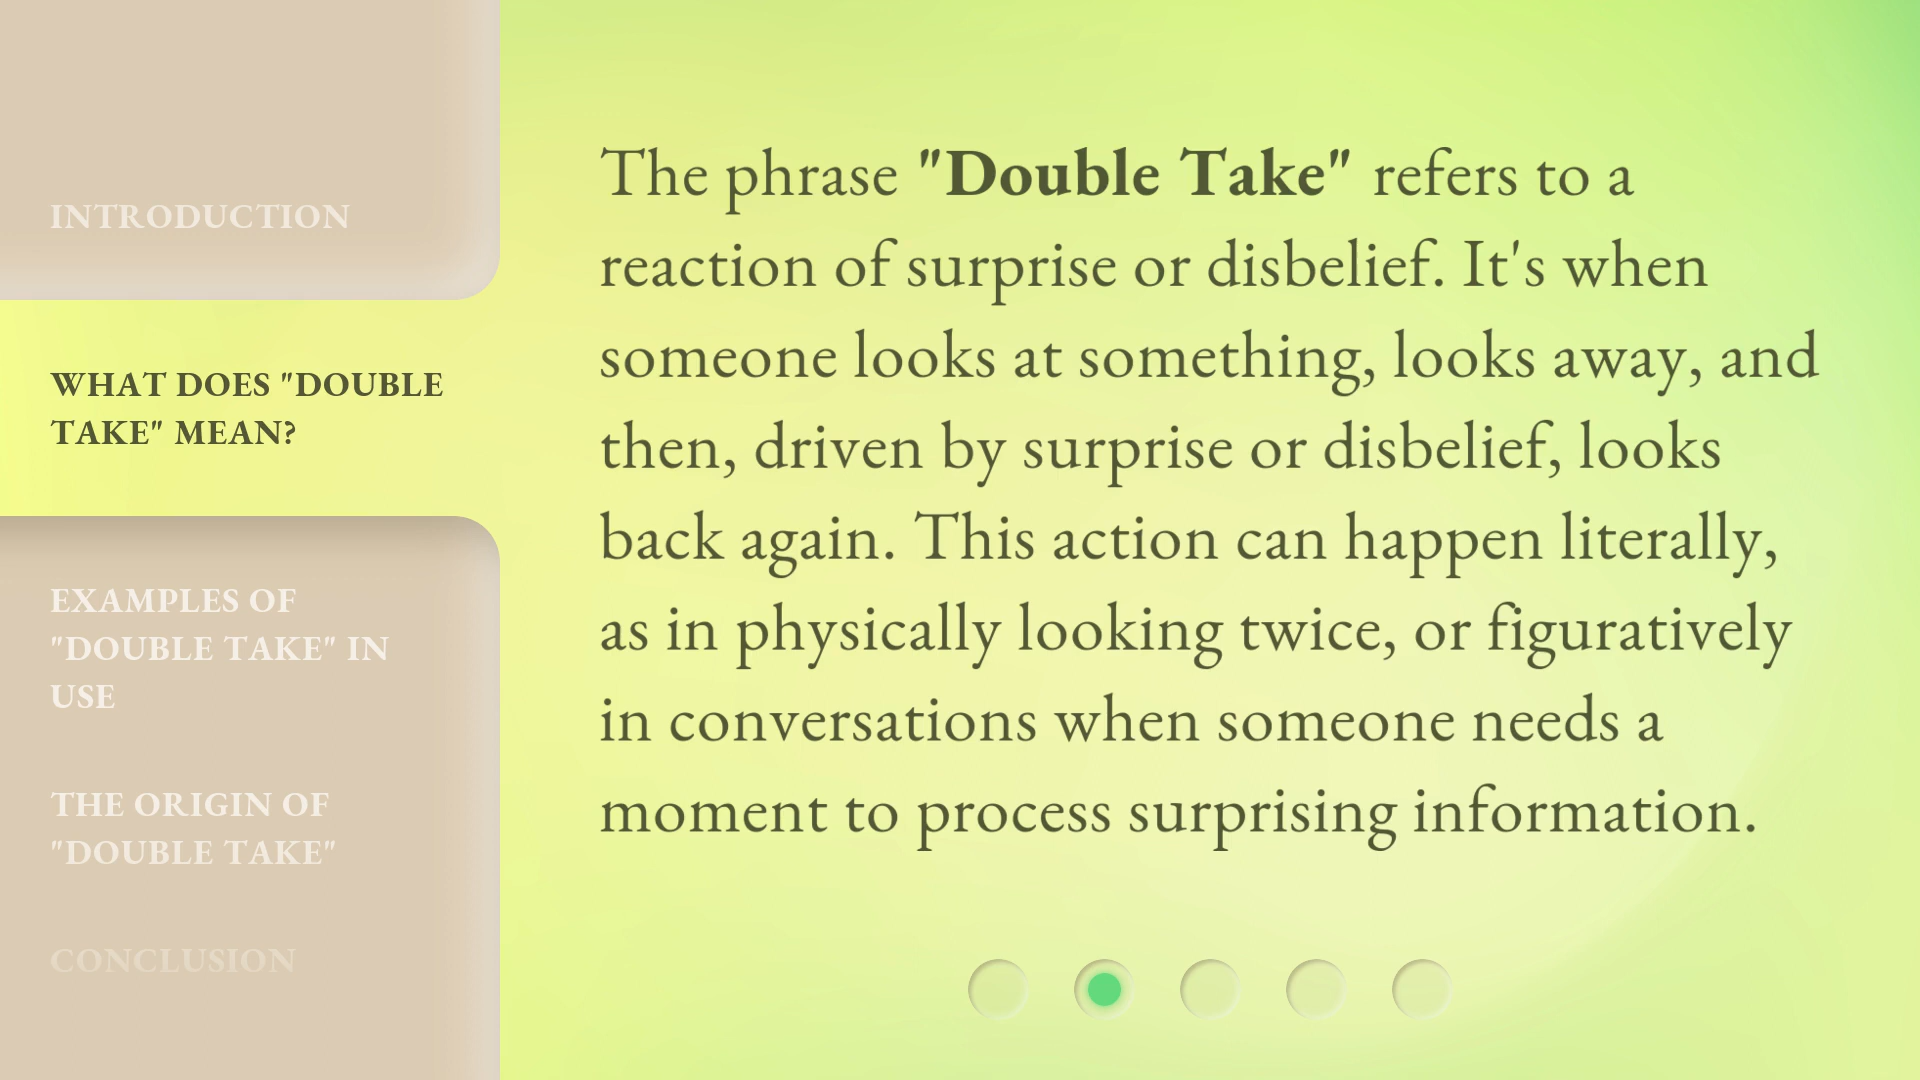 INTRODUCTION
WHAT DOES "DOUBLE
TAKE" MEAN?
EXAMPLES OF
"DOUBLE TAKE" IN
USE
THE ORIGIN OF
"DOUBLE TAKE"
CONCLUSION
The phrase "Double Take" refers to a
reaction of surprise or disbelief. It's when
someone looks at something, looks away, and
then, driven by surprise or disbelief, looks
back again. This action can happen literally,
as in physically looking twice, or figuratively
in conversations when someone needs a
moment to process surprising information.